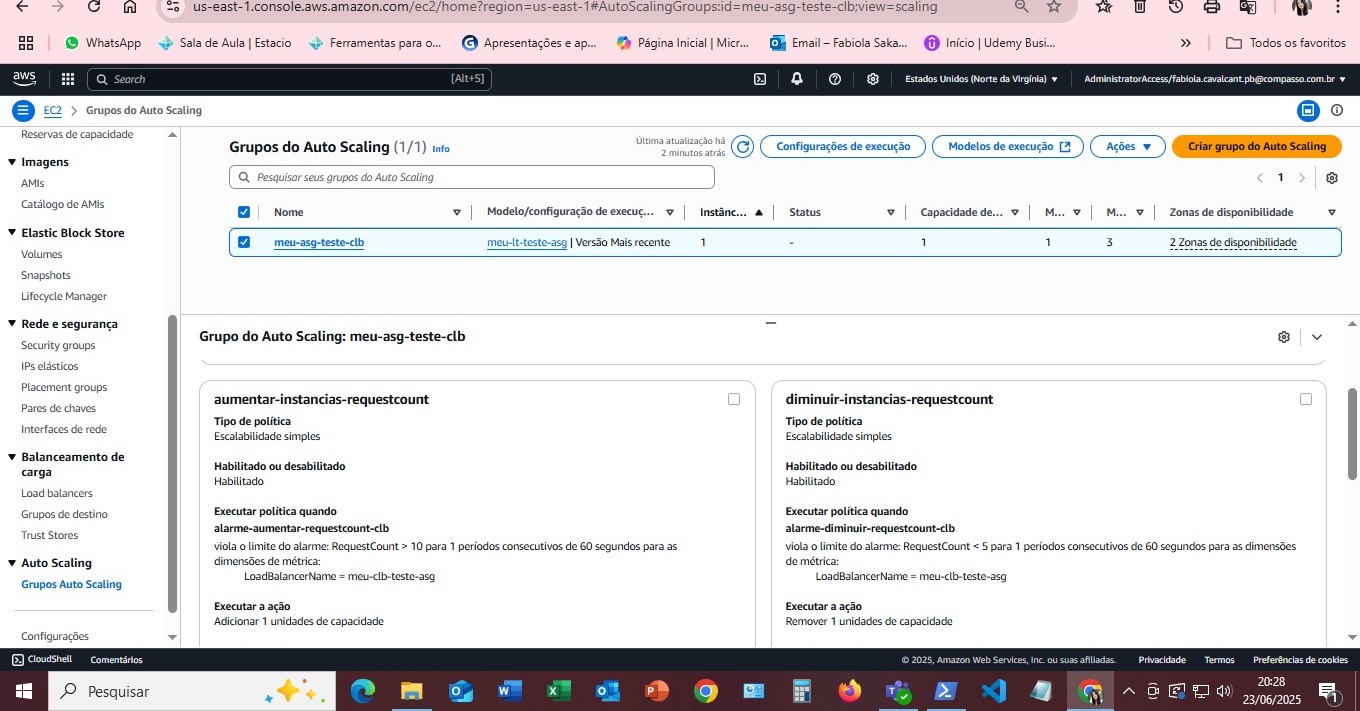 us-east-1.console.aws.amazon.com/ec2/home?region=us-east-1#AutoScalingGroups:id=meu-asg-teste-clb;view=scaling
WhatsApp
Sala de Aula | Estacio
Ferramentas para o...
Apresentações e ap...
Página Inicial | Micr...
Email – Fabiola Saka...
Início | Udemy Busi...
»
Todos os favoritos
aws
Search
[Alt+S]
Estados Unidos (Norte da Virgínia)
AdministratorAccess/fabiola.cavalcant.pb@compasso.com.br
EC2
Grupos do Auto Scaling
Reservas de capacidade
Imagens
AMIs
Catálogo de AMIs
Elastic Block Store
Volumes
Snapshots
Lifecycle Manager
Rede e segurança
Security groups
IPs elásticos
Placement groups
Pares de chaves
Interfaces de rede
Balanceamento de
carga
Load balancers
Grupos de destino
Trust Stores
Auto Scaling
Grupos Auto Scaling
Configurações
Grupos do Auto Scaling (1/1) Info
Última atualização há
2 minutos atrás
Configurações de execução
Modelos de execução
Ações
Criar grupo do Auto Scaling
Pesquisar seus grupos do Auto Scaling
1
Nome
Modelo/configuração de execuç...
Instânc...
Status
Capacidade de...
M...
M...
Zonas de disponibilidade
meu-asg-teste-clb
meu-lt-teste-asg | Versão Mais recente
1
-
1
1
3
2 Zonas de disponibilidade
Grupo do Auto Scaling: meu-asg-teste-clb
aumentar-instancias-requestcount
Tipo de política
Escalabilidade simples
Habilitado ou desabilitado
Habilitado
Executar política quando
alarme-aumentar-requestcount-clb
viola o limite do alarme: RequestCount > 10 para 1 períodos consecutivos de 60 segundos para as
dimensões de métrica:
LoadBalancerName = meu-clb-teste-asg
Executar a ação
Adicionar 1 unidades de capacidade
diminuir-instancias-requestcount
Tipo de política
Escalabilidade simples
Habilitado ou desabilitado
Habilitado
Executar política quando
alarme-diminuir-requestcount-clb
viola o limite do alarme: RequestCount < 5 para 1 períodos consecutivos de 60 segundos para as dimensões
de métrica:
LoadBalancerName = meu-clb-teste-asg
Executar a ação
Remover 1 unidades de capacidade
CloudShell
Comentários
© 2025, Amazon Web Services, Inc. ou suas afiliadas.
Privacidade
Termos
Preferências de cookies
Pesquisar
20:28
23/06/2025
1